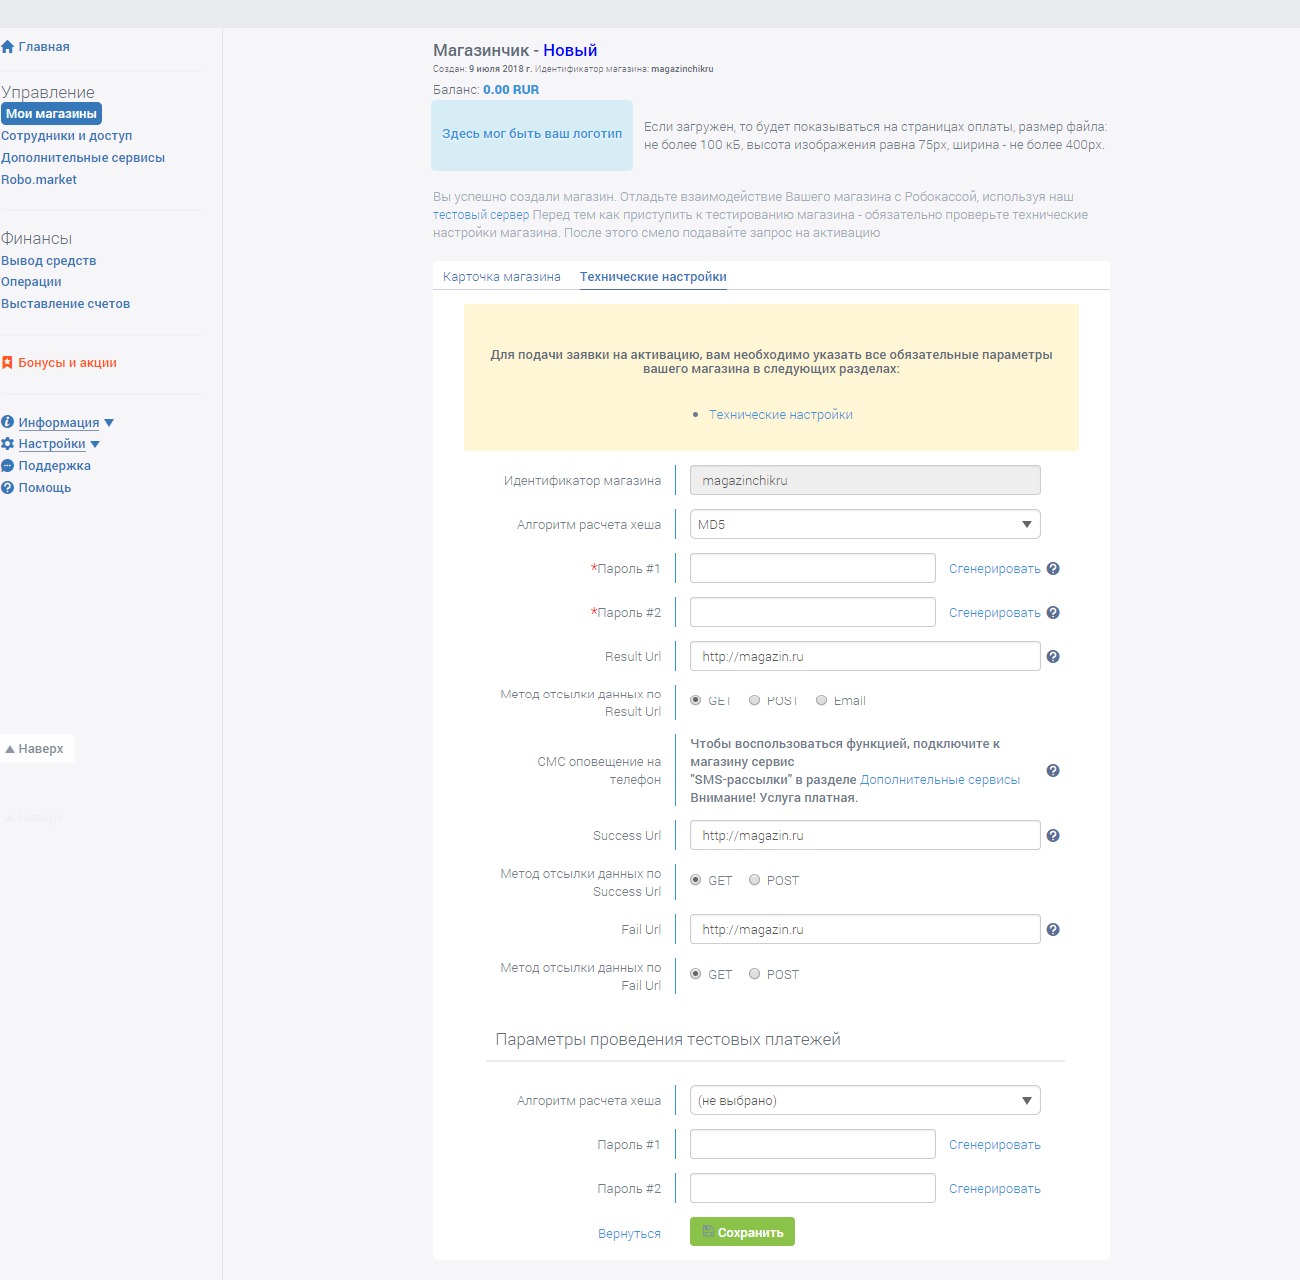 Главная
Управление
Мои магазины
Сотрудники и доступ
Дополнительные сервисы
Robo.market
Финансы
Вывод средств
Операции
Выставление счетов
Бонусы и акции
Информация
Настройки
Поддержка
Помощь
Наверх
Наверх
Магазинчик - Новый
Создан: 9 июля 2018 г. Идентификатор магазина: magazinchikru
Баланс: 0.00 RUR
Здесь мог быть ваш логотип
Если загружен, то будет показываться на страницах оплаты, размер файла:
не более 100 кБ, высота изображения равна 75px, ширина - не более 400px.
Вы успешно создали магазин. Отладьте взаимодействие Вашего магазина с Робокассой, используя наш
тестовый сервер Перед тем как приступить к тестированию магазина - обязательно проверьте технические
настройки магазина. После этого смело подавайте запрос на активацию
Карточка магазина Технические настройки
Для подачи заявки на активацию, вам необходимо указать все обязательные параметры
вашего магазина в следующих разделах:
• Технические настройки
Идентификатор магазина magazinchikru
Алгоритм расчета хеша MD5
*Пароль #1 Сгенерировать
*Пароль #2 Сгенерировать
Result Url http://magazin.ru
Метод отсылки данных по
Result Url
GET POST Email
СМС оповещение на
телефон
Чтобы воспользоваться функцией, подключите к
магазину сервис
"SMS-рассылки" в разделе Дополнительные сервисы
Внимание! Услуга платная.
Success Url http://magazin.ru
Метод отсылки данных по
Success Url
GET POST
Fail Url http://magazin.ru
Метод отсылки данных по
Fail Url
GET POST
Параметры проведения тестовых платежей
Алгоритм расчета хеша (не выбрано)
Пароль #1 Сгенерировать
Пароль #2 Сгенерировать
Вернуться Сохранить